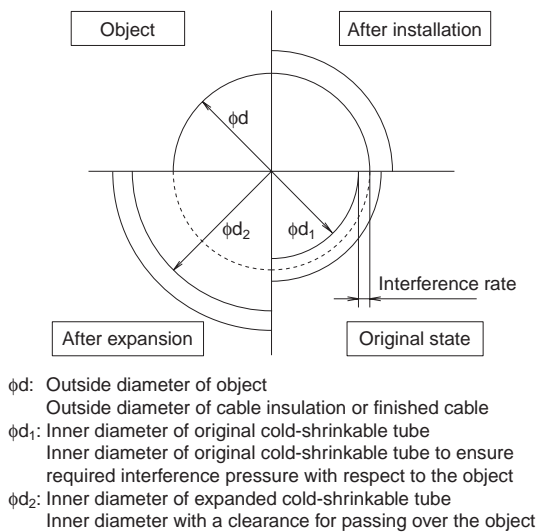 Object
After installation
ϕd
ϕd₂
ϕd₁
Interference rate
After expansion
Original state
ϕd: Outside diameter of object
Outside diameter of cable insulation or finished cable
ϕd₁: Inner diameter of original cold-shrinkable tube
Inner diameter of original cold-shrinkable tube to ensure
required interference pressure with respect to the object
ϕd₂: Inner diameter of expanded cold-shrinkable tube
Inner diameter with a clearance for passing over the object